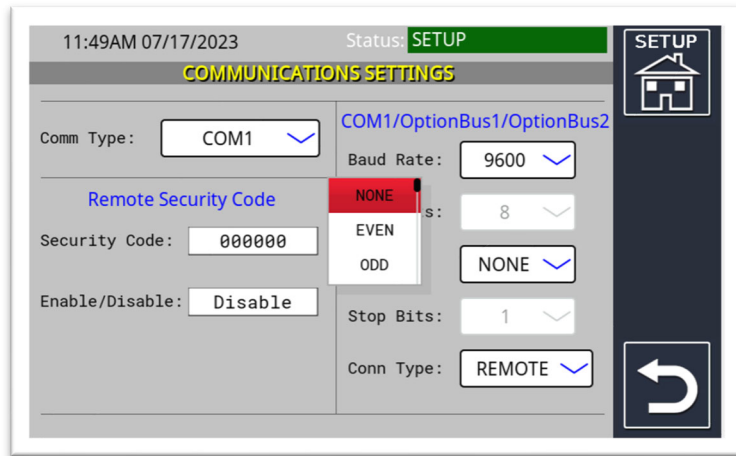 11:49AM 07/17/2023
Status: SETUP
SETUP
COMMUNICATIONS SETTINGS
Comm Type: COM1
Remote Security Code
Security Code: 000000
Enable/Disable: Disable
COM1/OptionBus1/OptionBus2
Baud Rate: 9600
s: 8
NONE
Stop Bits: 1
Conn Type: REMOTE
NONE
EVEN
ODD